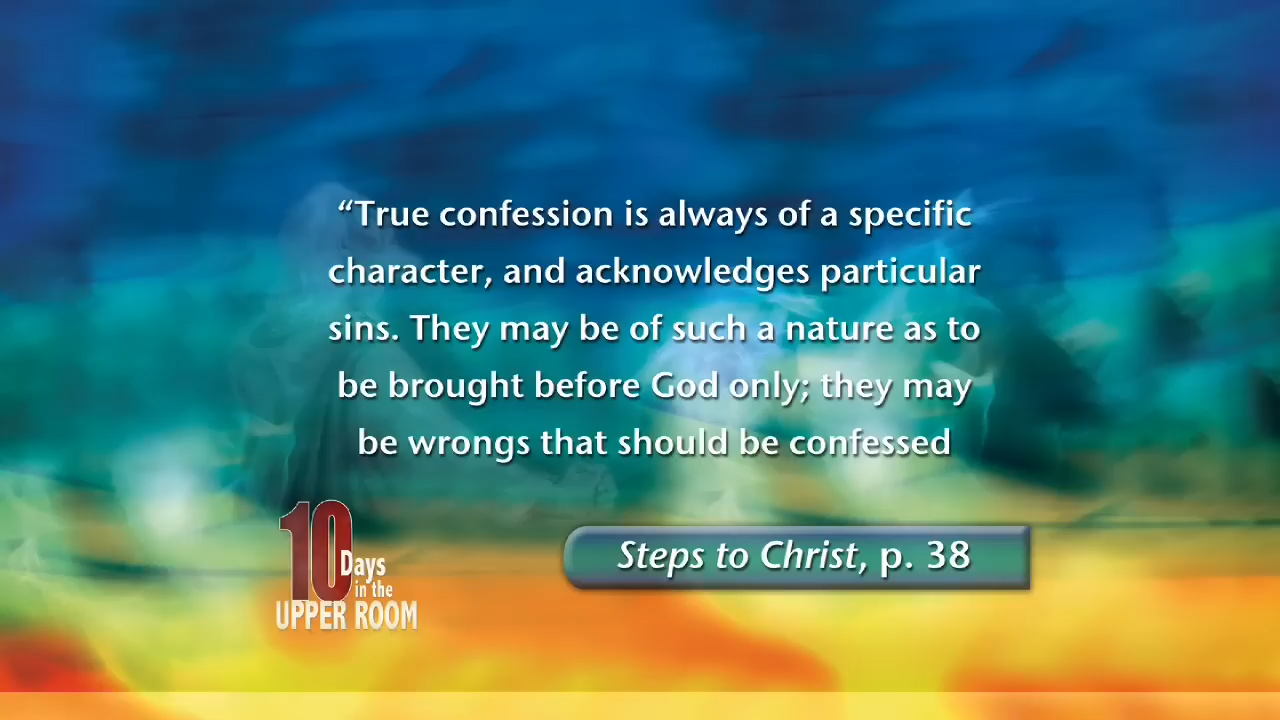 “True confession is always of a specific
character, and acknowledges particular
sins. They may be of such a nature as to
be brought before God only; they may
be wrongs that should be confessed
Steps to Christ, p. 38
10
Days
in the
UPPER ROOM